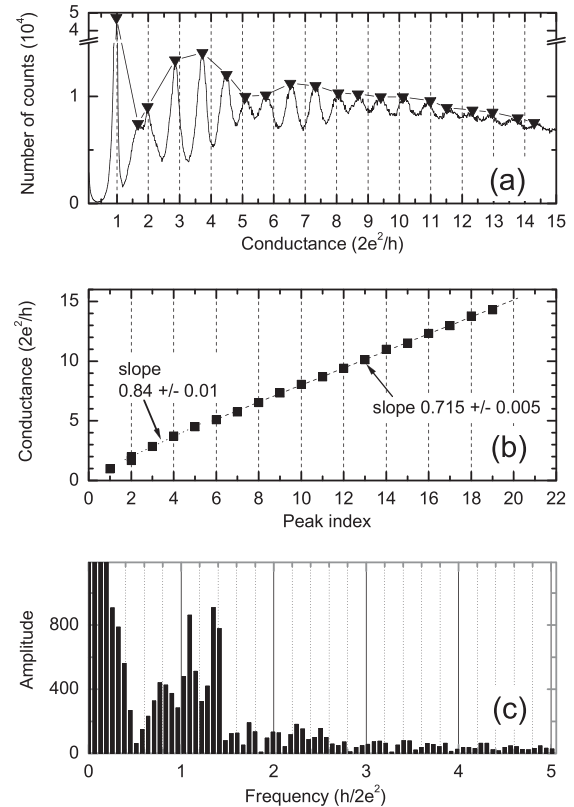 5
4
1
0
Number of counts (10⁴)
(a)
1 2 3 4 5 6 7 8 9 10 11 12 13 14 15
Conductance (2e²/h)
15
10
5
0
Conductance (2e²/h)
slope
0.84 +/- 0.01
slope 0.715 +/- 0.005
(b)
0 2 4 6 8 10 12 14 16 18 20 22
Peak index
800
400
0
Amplitude
(c)
0 1 2 3 4 5
Frequency (h/2e²)